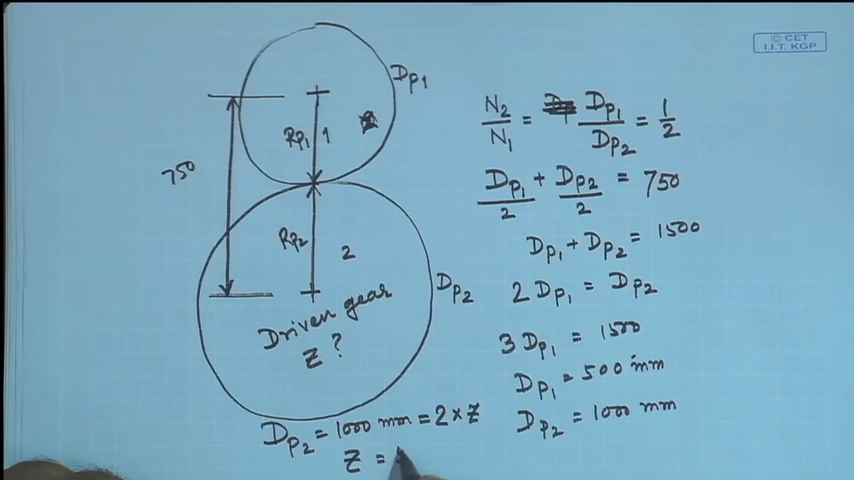 © CET
I.I.T. KGP
Dp1
N2/N1 = Dp1/Dp2 = 1/2
Rp1 1
750
Dp1/2 + Dp2/2 = 750
Dp1 + Dp2 = 1500
Rp2
2
Dp2
2 Dp1 = Dp2
Driven gear
Z ?
3 Dp1 = 1500
Dp1 = 500 mm
Dp2 = 1000 mm
Dp2 = 1000 mm = 2 × Z
Z =